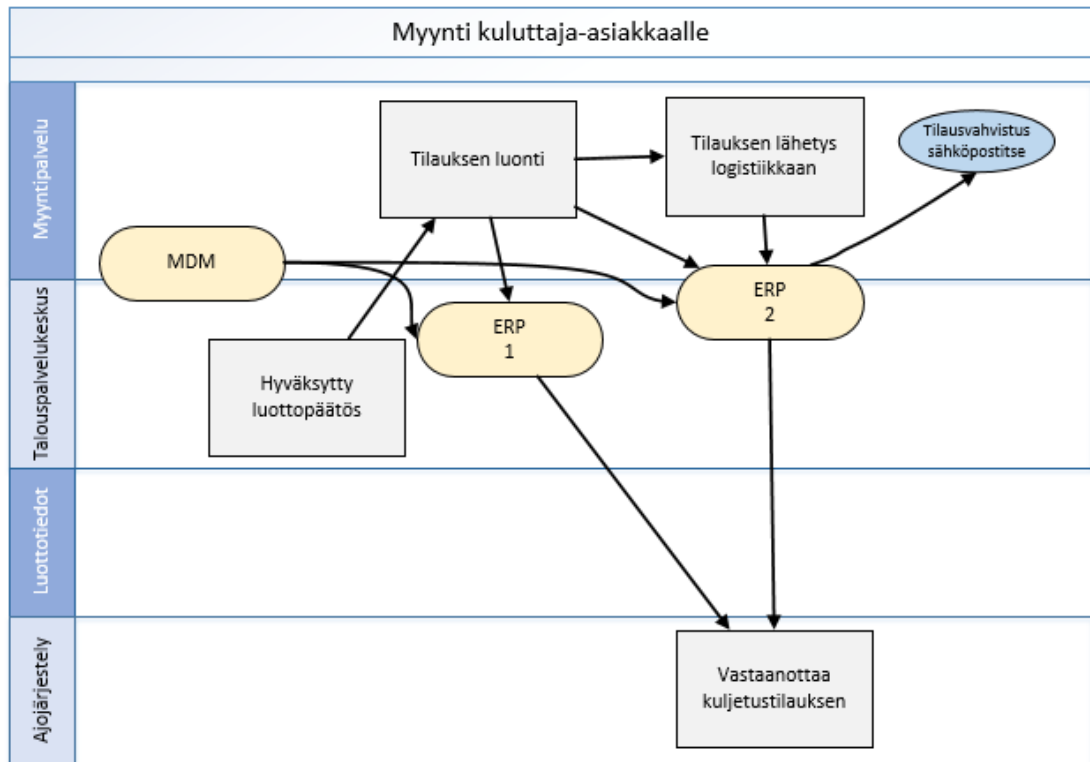 Myynti kuluttaja-asiakkaalle
Myyntipalvelu
Tilauksen luonti
Tilauksen lähetys
logistiikkaan
Tilausvahvistus
sähköpostitse
MDM
Talouspalvelukeskus
Hyväksytty
luottopäätös
ERP
1
ERP
2
Luottotiedot
Ajojärjestely
Vastaanottaa
kuljetustilauksen